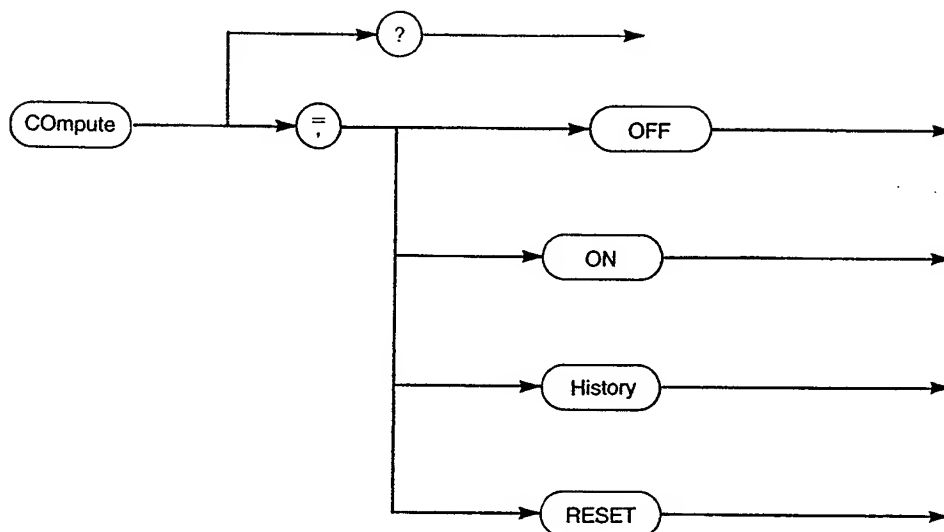 ?
COmpute
=
,
OFF
ON
History
RESET